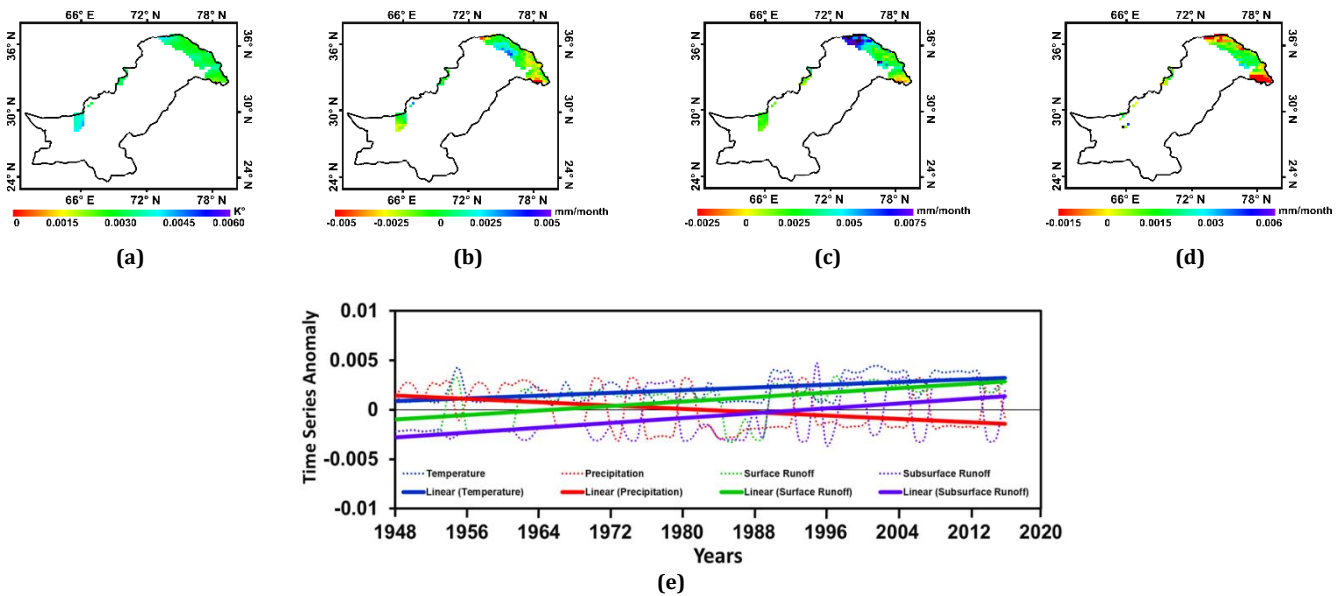 66° E 72° N 78° N
36° N
30° N
24° N
36° N
30° N
24° N
66° E 72° N 78° N
K°
0 0.0015 0.0030 0.0045 0.0060
(a)
66° E 72° N 78° N
36° N
30° N
24° N
36° N
30° N
24° N
66° E 72° N 78° N
mm/month
-0.005 -0.0025 0 0.0025 0.005
(b)
66° E 72° N 78° N
36° N
30° N
24° N
36° N
30° N
24° N
66° E 72° N 78° N
mm/month
-0.0025 0 0.0025 0.005 0.0075
(c)
66° E 72° N 78° N
36° N
30° N
24° N
36° N
30° N
24° N
66° E 72° N 78° N
mm/month
-0.0015 0 0.0015 0.003 0.006
(d)
Time Series Anomaly
0.01
0.005
0
-0.005
-0.01
Temperature Precipitation Surface Runoff Subsurface Runoff
Linear (Temperature) Linear (Precipitation) Linear (Surface Runoff) Linear (Subsurface Runoff)
1948 1956 1964 1972 1980 1988 1996 2004 2012 2020
Years
(e)